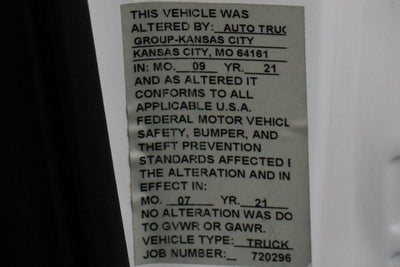 THIS VEHICLE WAS
ALTERED BY: AUTO TRUC
GROUP-KANSAS CITY
KANSAS CITY, MO 64161
IN: MO. 09 YR. 21
AND AS ALTERED IT
CONFORMS TO ALL
APPLICABLE U.S.A.
FEDERAL MOTOR VEHICL
SAFETY, BUMPER, AND
THEFT PREVENTION
STANDARDS AFFECTED B
THE ALTERATION AND IN
EFFECT IN:
MO. 07 YR. 21
NO ALTERATION WAS DO
TO GVWR OR GAWR.
VEHICLE TYPE: TRUCK
JOB NUMBER: 720296